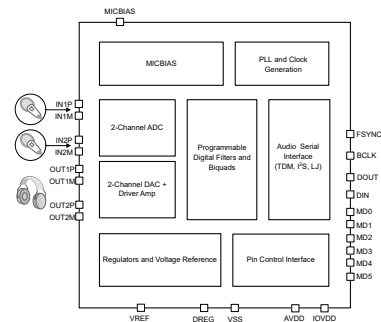 MICBIAS
MICBIAS
PLL and Clock
Generation
IN1P
IN1M
IN2P
IN2M
OUT1P
OUT1M
OUT2P
OUT2M
2-Channel ADC
2-Channel DAC +
Driver Amp
Programmable
Digital Filters and
Biquads
Audio Serial
Interface
(TDM, I²S, LJ)
FSYNC
BCLK
DOUT
DIN
MD0
MD1
MD2
MD3
MD4
MD5
Regulators and Voltage Reference
Pin Control Interface
VREF
DREG
VSS
AVDD
IOVDD